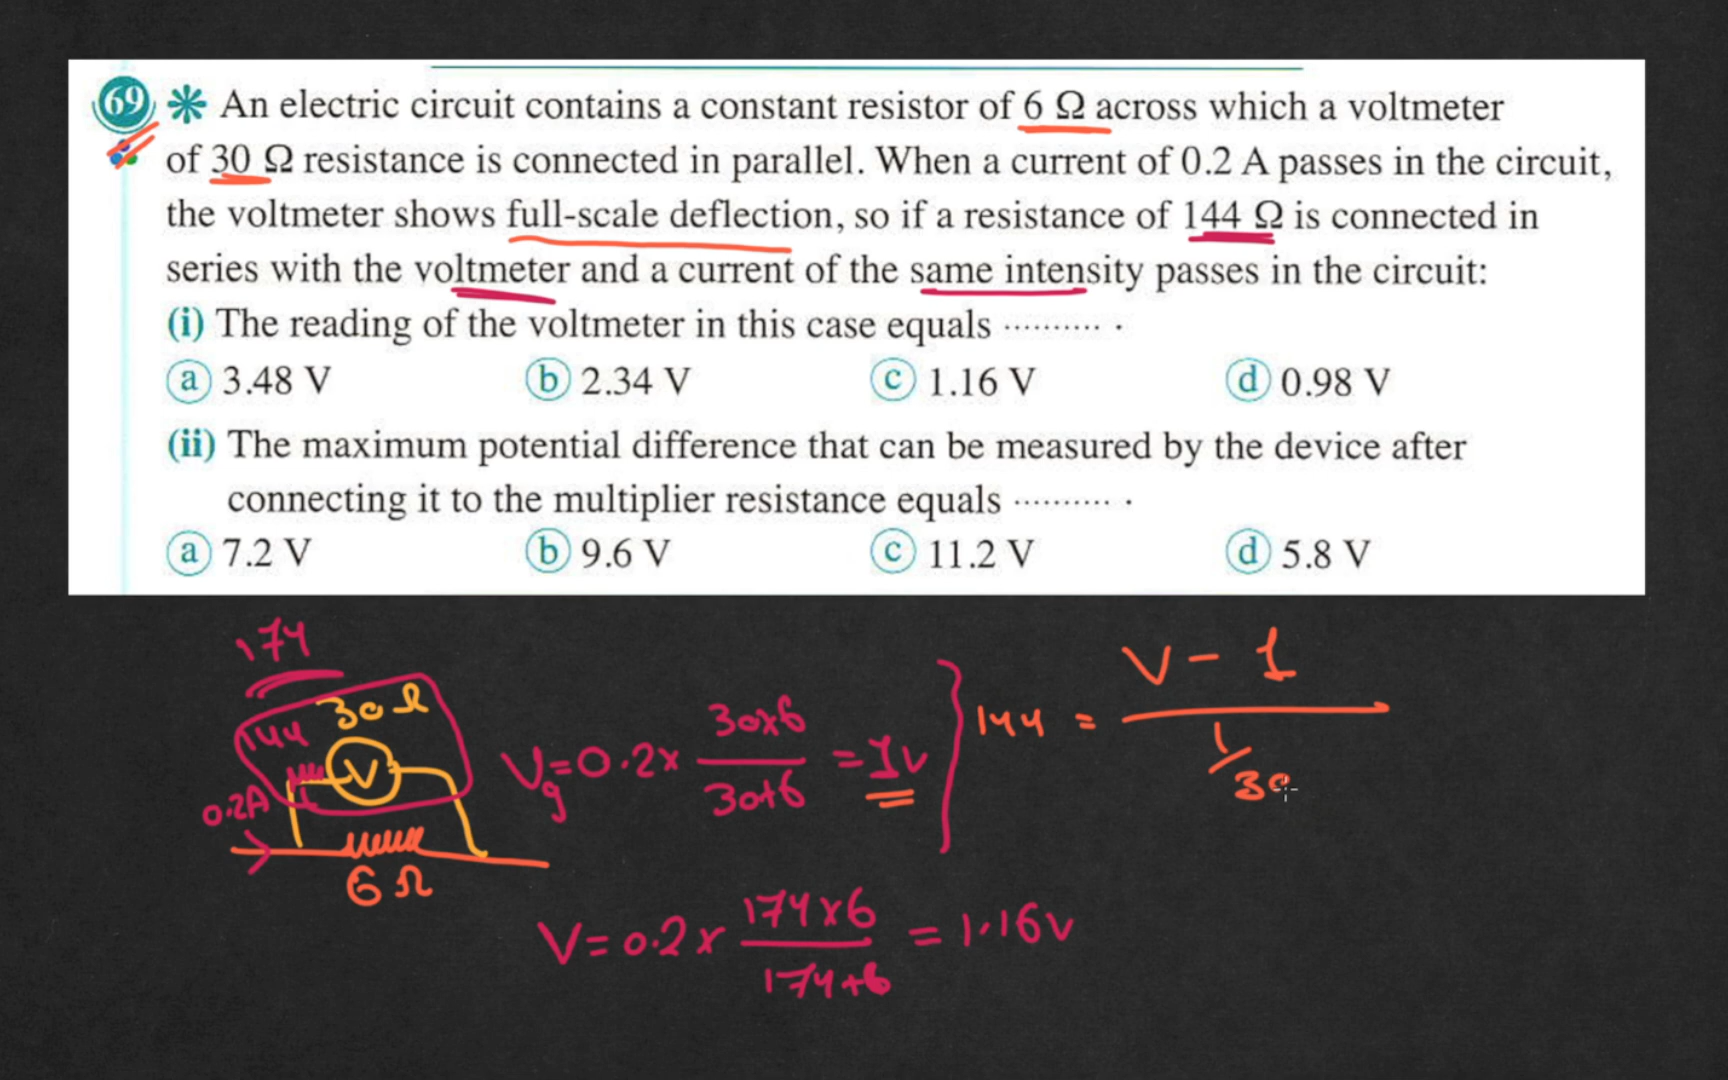 69 * An electric circuit contains a constant resistor of 6 Ω across which a voltmeter
of 30 Ω resistance is connected in parallel. When a current of 0.2 A passes in the circuit,
the voltmeter shows full-scale deflection, so if a resistance of 144 Ω is connected in
series with the voltmeter and a current of the same intensity passes in the circuit:
(i) The reading of the voltmeter in this case equals .......... .
a 3.48 V b 2.34 V c 1.16 V d 0.98 V
(ii) The maximum potential difference that can be measured by the device after
connecting it to the multiplier resistance equals .......... .
a 7.2 V b 9.6 V c 11.2 V d 5.8 V
174
30 Ω
144
V
0.2A
6 Ω
Vg=0.2× 30×6 / 30+6 = 1v
144 = V - 1 / 1/30
V=0.2× 174×6 / 174+6 = 1.16v